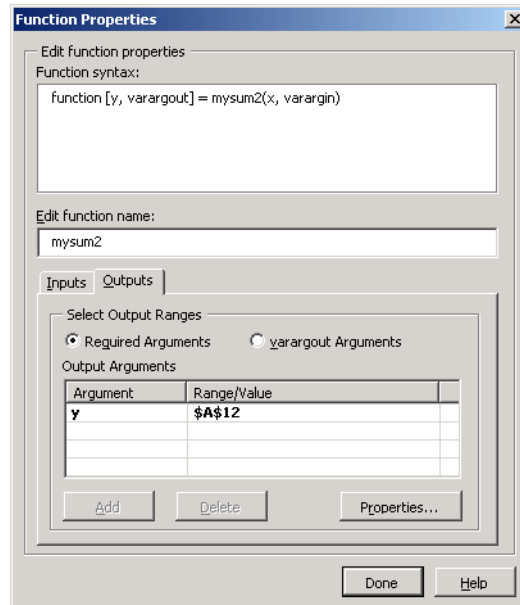 Function Properties
Edit function properties
Function syntax:
function [y, varargout] = mysum2(x, varargin)
Edit function name:
mysum2
Inputs Outputs
Select Output Ranges
Required Arguments varargout Arguments
Output Arguments
Argument Range/Value
y $A$12
Add Delete Properties...
Done Help